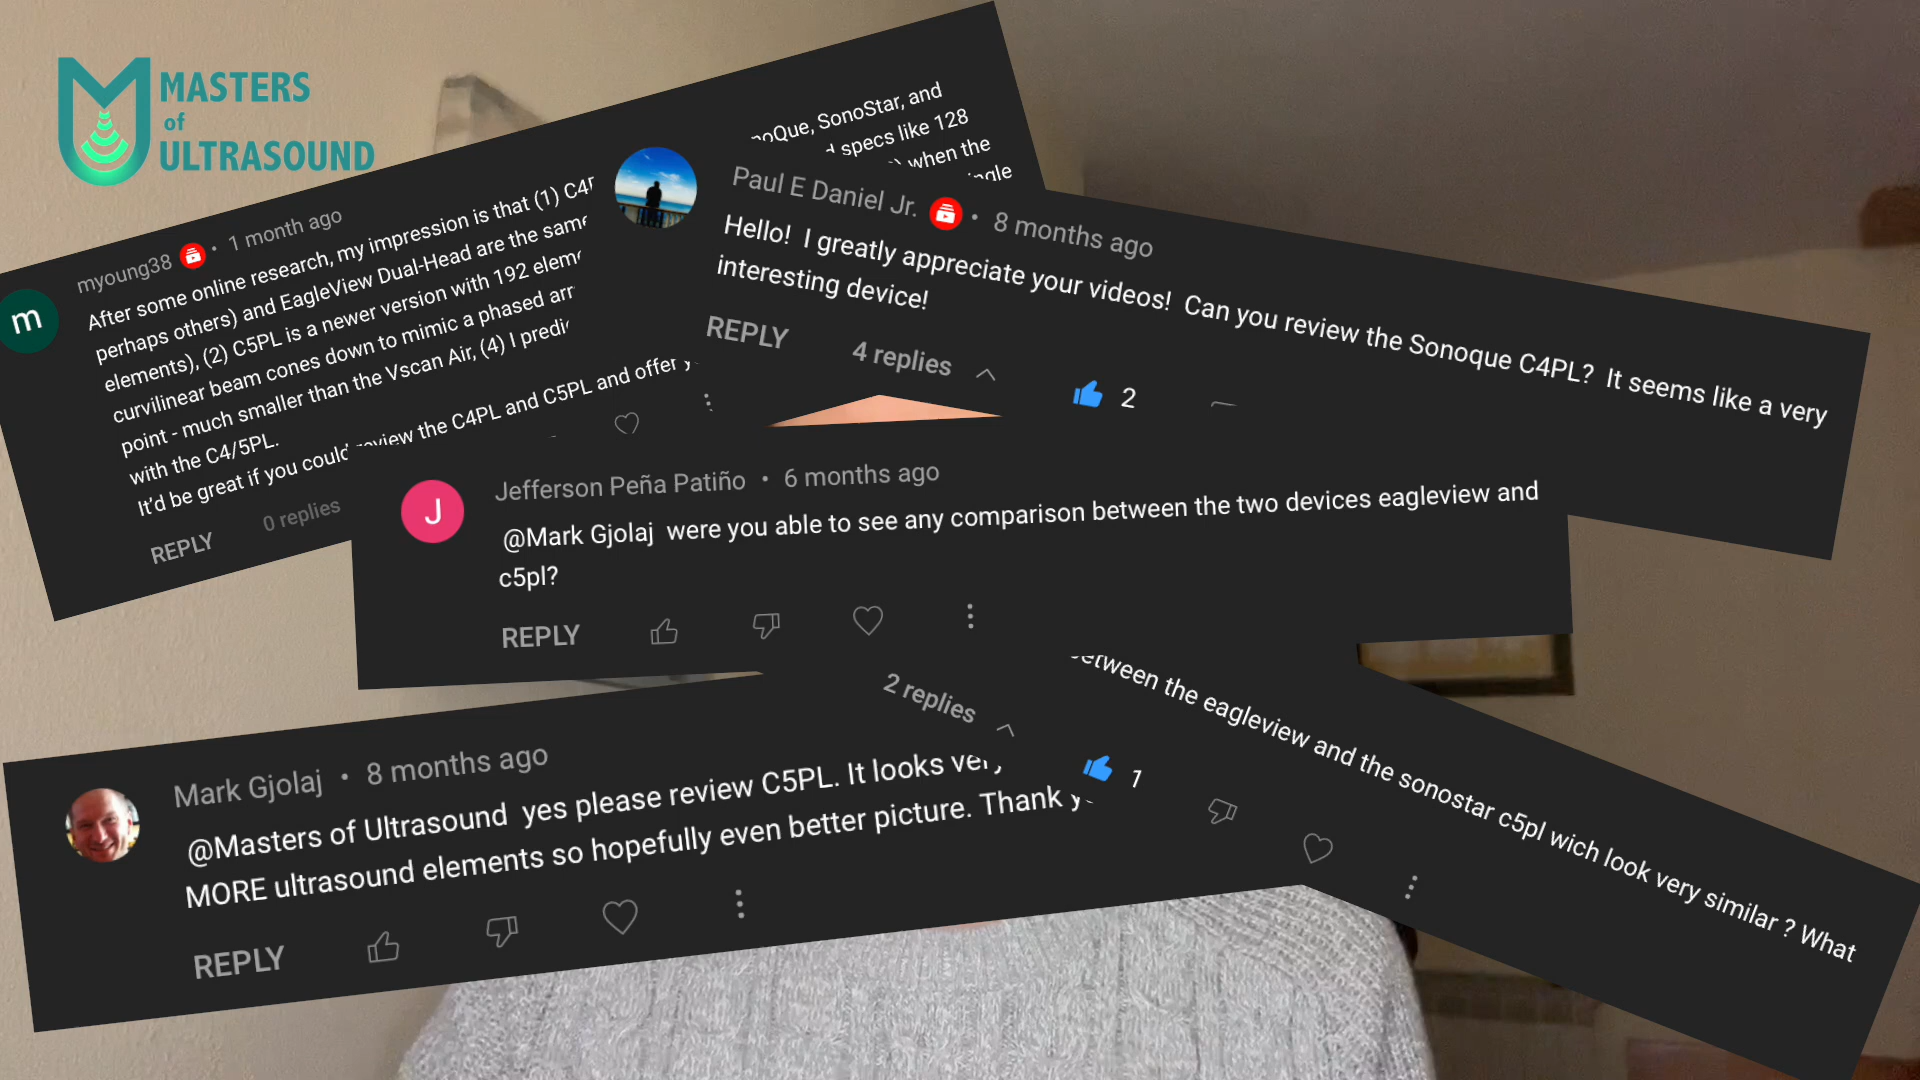 MASTERS
of
ULTRASOUND
myoung38 • 1 month ago
After some online research, my impression is that (1)
SonoStar, and
perhaps others) and EagleView Dual-Head are the same
specs like 128
elements), (2) C5PL is a newer version with 192
when the
curvilinear beam cones down to mimic a phased
point - much smaller than the Vscan Air, (4) I
with the C4/5PL.
It'd be great if you could review the C4PL and C5PL and offer
REPLY
0 replies
m
Paul E Daniel Jr. • 8 months ago
Hello! I greatly appreciate your videos! Can you review the Sonoque C4PL? It seems like a very
interesting device!
REPLY
4 replies
2
J
Jefferson Peña Patiño • 6 months ago
@Mark Gjolaj were you able to see any comparison between the two devices eagleview and
c5pl?
REPLY
between the eagleview and the sonostar c5pl wich look very similar ? What
2 replies
1
Mark Gjolaj • 8 months ago
@Masters of Ultrasound yes please review C5PL. It looks very
MORE ultrasound elements so hopefully even better picture. Thank
REPLY